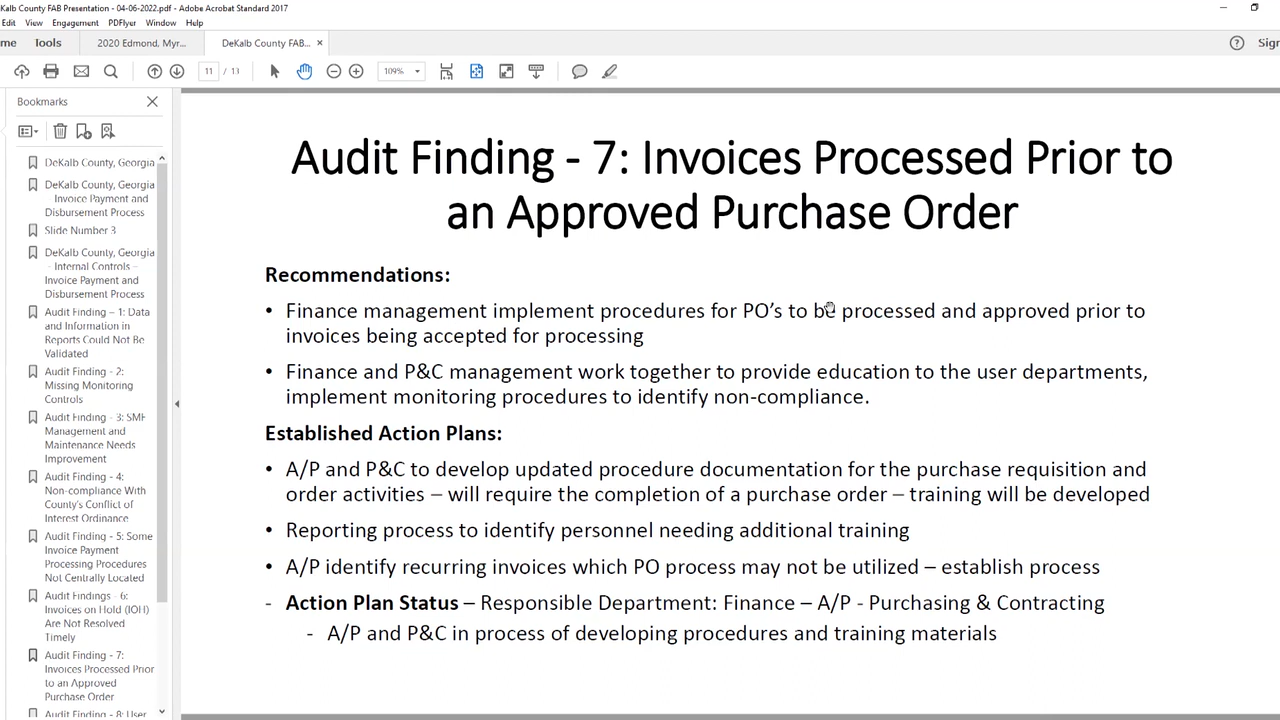 Kalb County FAB Presentation - 04-06-2022.pdf - Adobe Acrobat Standard 2017
Edit View Engagement PDFlyer Window Help
me Tools 2020 Edmond, Myr... DeKalb County FAB... × Sign
11 / 13 109%
Bookmarks
DeKalb County, Georgia
DeKalb County, Georgia
- Invoice Payment and
Disbursement Process
Slide Number 3
DeKalb County, Georgia
- Internal Controls –
Invoice Payment and
Disbursement Process
Audit Finding – 1: Data
and Information in
Reports Could Not Be
Validated
Audit Finding - 2:
Missing Monitoring
Controls
Audit Finding - 3: SMF
Management and
Maintenance Needs
Improvement
Audit Finding - 4:
Non-compliance With
County's Conflict of
Interest Ordinance
Audit Finding - 5: Some
Invoice Payment
Processing Procedures
Not Centrally Located
Audit Findings - 6:
Invoices on Hold (IOH)
Are Not Resolved
Timely
Audit Finding - 7:
Invoices Processed Prior
to an Approved
Purchase Order
Audit Finding - 8: User
Audit Finding - 7: Invoices Processed Prior to
an Approved Purchase Order
Recommendations:
• Finance management implement procedures for PO's to be processed and approved prior to
invoices being accepted for processing
• Finance and P&C management work together to provide education to the user departments,
implement monitoring procedures to identify non-compliance.
Established Action Plans:
• A/P and P&C to develop updated procedure documentation for the purchase requisition and
order activities – will require the completion of a purchase order – training will be developed
• Reporting process to identify personnel needing additional training
• A/P identify recurring invoices which PO process may not be utilized – establish process
- Action Plan Status – Responsible Department: Finance – A/P - Purchasing & Contracting
- A/P and P&C in process of developing procedures and training materials